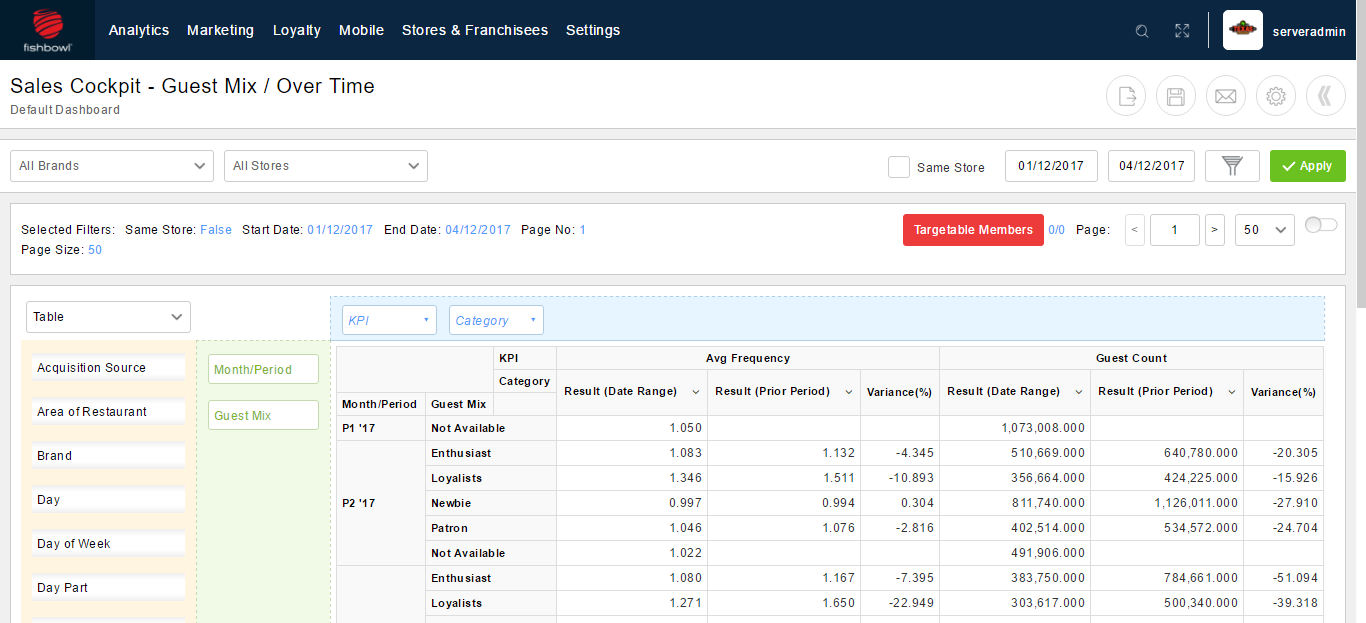 fishbowl Analytics Marketing Loyalty Mobile Stores & Franchisees Settings serveradmin
Sales Cockpit - Guest Mix / Over Time
Default Dashboard
All Brands All Stores Same Store 01/12/2017 04/12/2017 Apply
Selected Filters: Same Store: False Start Date: 01/12/2017 End Date: 04/12/2017 Page No: 1
Page Size: 50
Targetable Members 0/0 Page: < 1 > 50
Table
KPI Category
Acquisition Source
Area of Restaurant
Brand
Day
Day of Week
Day Part
Month/Period
Guest Mix
KPI Avg Frequency Guest Count
Category Result (Date Range) Result (Prior Period) Variance(%) Result (Date Range) Result (Prior Period) Variance(%)
Month/Period Guest Mix
P1 '17 Not Available 1.050 1,073,008.000
Enthusiast 1.083 1.132 -4.345 510,669.000 640,780.000 -20.305
Loyalists 1.346 1.511 -10.893 356,664.000 424,225.000 -15.926
P2 '17 Newbie 0.997 0.994 0.304 811,740.000 1,126,011.000 -27.910
Patron 1.046 1.076 -2.816 402,514.000 534,572.000 -24.704
Not Available 1.022 491,906.000
Enthusiast 1.080 1.167 -7.395 383,750.000 784,661.000 -51.094
Loyalists 1.271 1.650 -22.949 303,617.000 500,340.000 -39.318